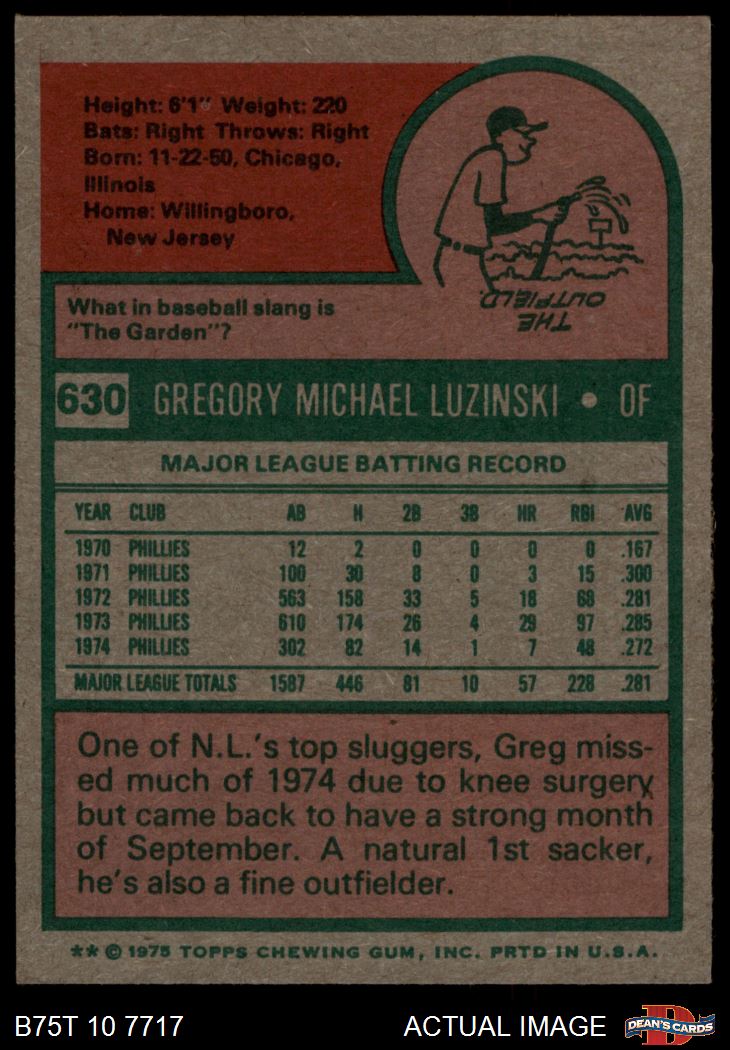 Height: 6'1" Weight: 220
Bats: Right Throws: Right
Born: 11-22-50, Chicago,
Illinois
Home: Willingboro,
New Jersey
What in baseball slang is
"The Garden"?
THE
OUTFIELD
630 GREGORY MICHAEL LUZINSKI • OF
MAJOR LEAGUE BATTING RECORD
YEAR CLUB AB H 2B 3B HR RBI AVG
1970 PHILLIES 12 2 0 0 0 0 .167
1971 PHILLIES 100 30 8 0 3 15 .300
1972 PHILLIES 563 158 33 5 18 68 .281
1973 PHILLIES 610 174 26 4 29 97 .285
1974 PHILLIES 302 82 14 1 7 48 .272
MAJOR LEAGUE TOTALS 1587 446 81 10 57 228 .281
One of N.L.'s top sluggers, Greg miss-
ed much of 1974 due to knee surgery
but came back to have a strong month
of September. A natural 1st sacker,
he's also a fine outfielder.
** © 1975 TOPPS CHEWING GUM, INC. PRTD IN U.S.A.
B75T 10 7717 ACTUAL IMAGE D DEAN'S CARDS